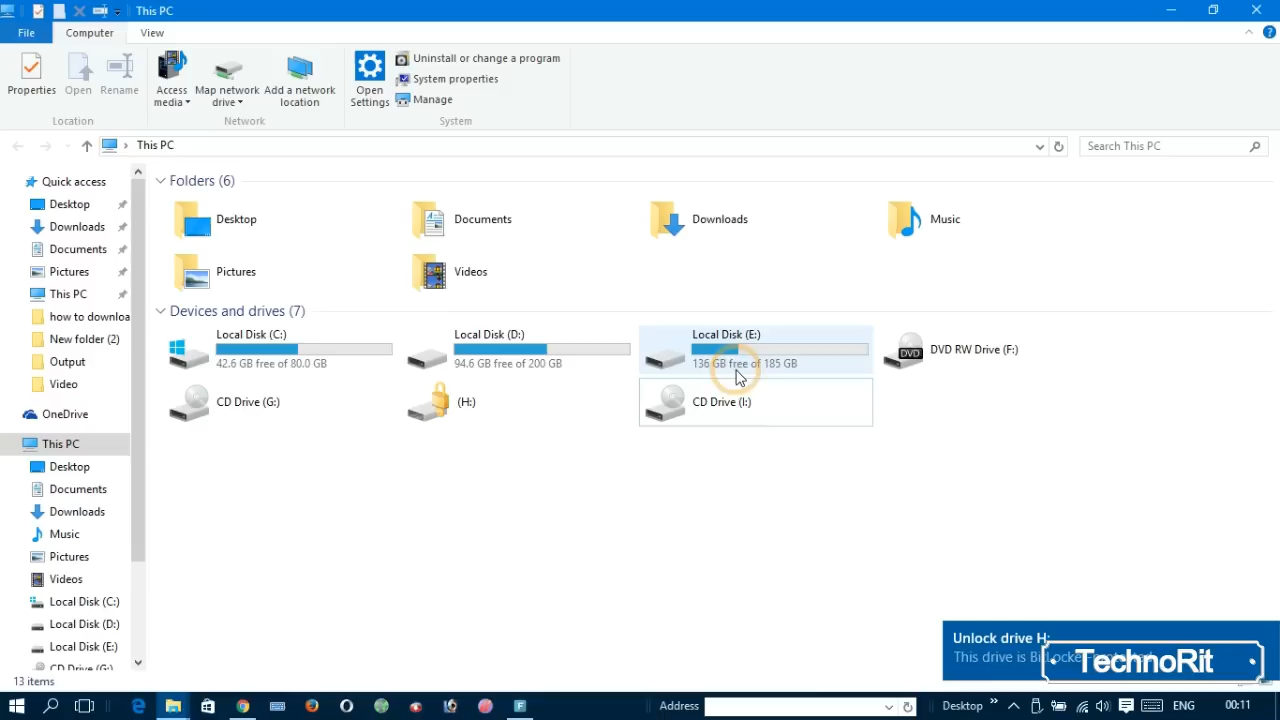 This PC
File Computer View
Properties Open Rename Access media Map network drive Add a network location Open Settings Uninstall or change a program
System properties
Manage
Location Network System
This PC Search This PC
Quick access
Desktop
Downloads
Documents
Pictures
This PC
how to downloa
New folder (2)
Output
Video
OneDrive
This PC
Desktop
Documents
Downloads
Music
Pictures
Videos
Local Disk (C:)
Local Disk (D:)
Local Disk (E:)
CD Drive (G:)
Folders (6)
Desktop Documents Downloads Music
Pictures Videos
Devices and drives (7)
Local Disk (C:) Local Disk (D:) Local Disk (E:) DVD DVD RW Drive (F:)
42.6 GB free of 80.0 GB 94.6 GB free of 200 GB 136 GB free of 185 GB
CD Drive (G:) (H:) CD Drive (I:)
Unlock drive H:
This drive is BitLocker-protected.
TechnoRit
13 items
Address Desktop ENG 00:11